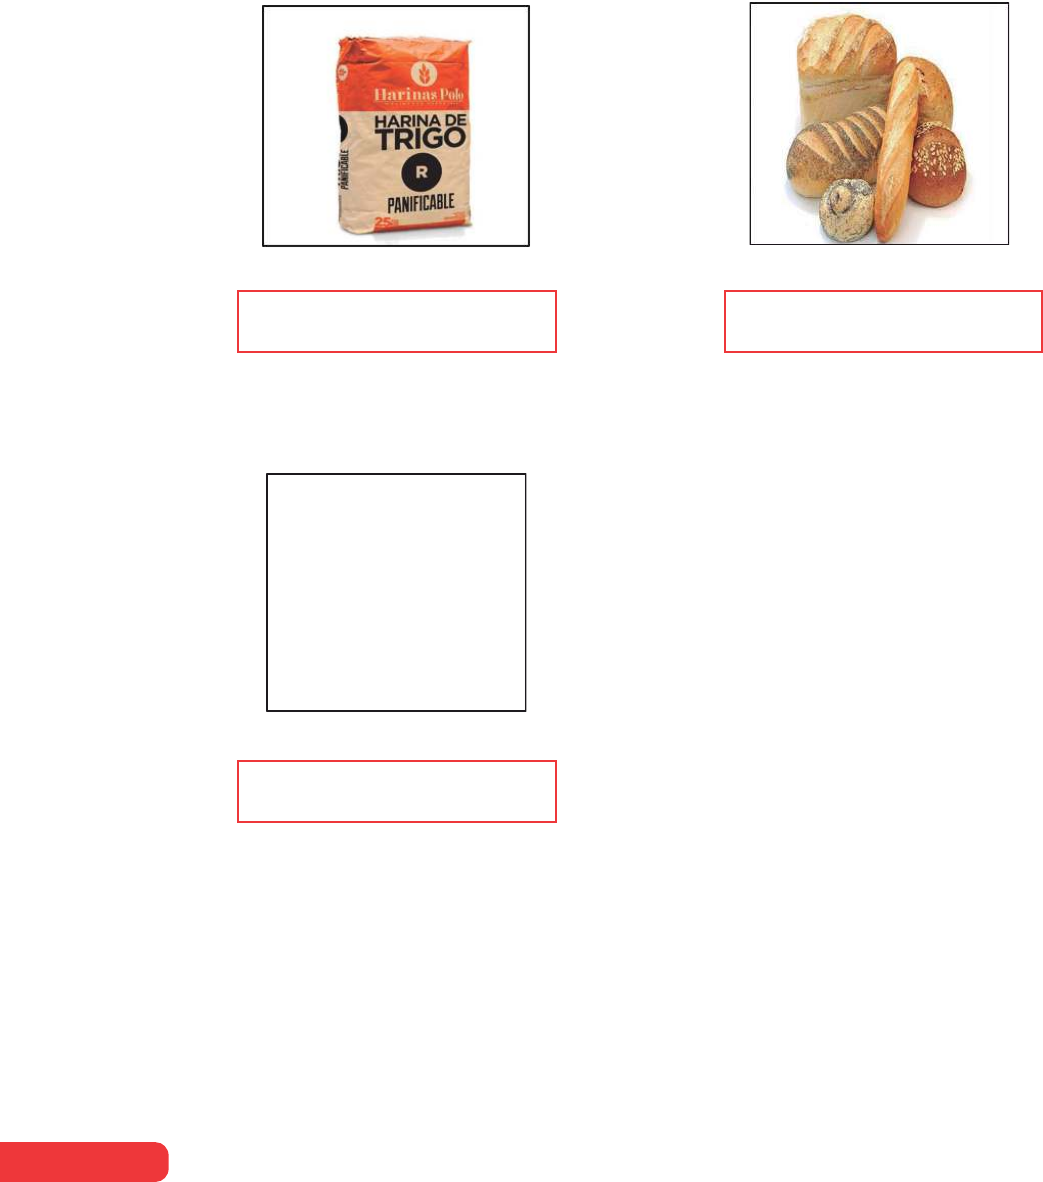 Harinas Polo
HARINA DE
TRIGO
R
PANIFICABLE
PANIFICABLE
25